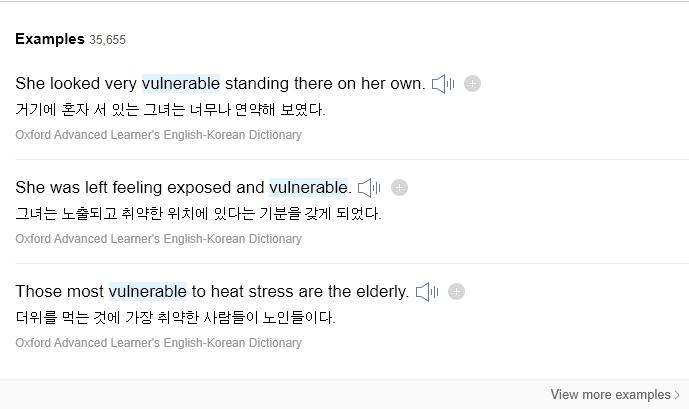 Examples 35,655
She looked very vulnerable standing there on her own.
거기에 혼자 서 있는 그녀는 너무나 연약해 보였다.
Oxford Advanced Learner's English-Korean Dictionary
She was left feeling exposed and vulnerable.
그녀는 노출되고 취약한 위치에 있다는 기분을 갖게 되었다.
Oxford Advanced Learner's English-Korean Dictionary
Those most vulnerable to heat stress are the elderly.
더위를 먹는 것에 가장 취약한 사람들이 노인들이다.
Oxford Advanced Learner's English-Korean Dictionary
View more examples